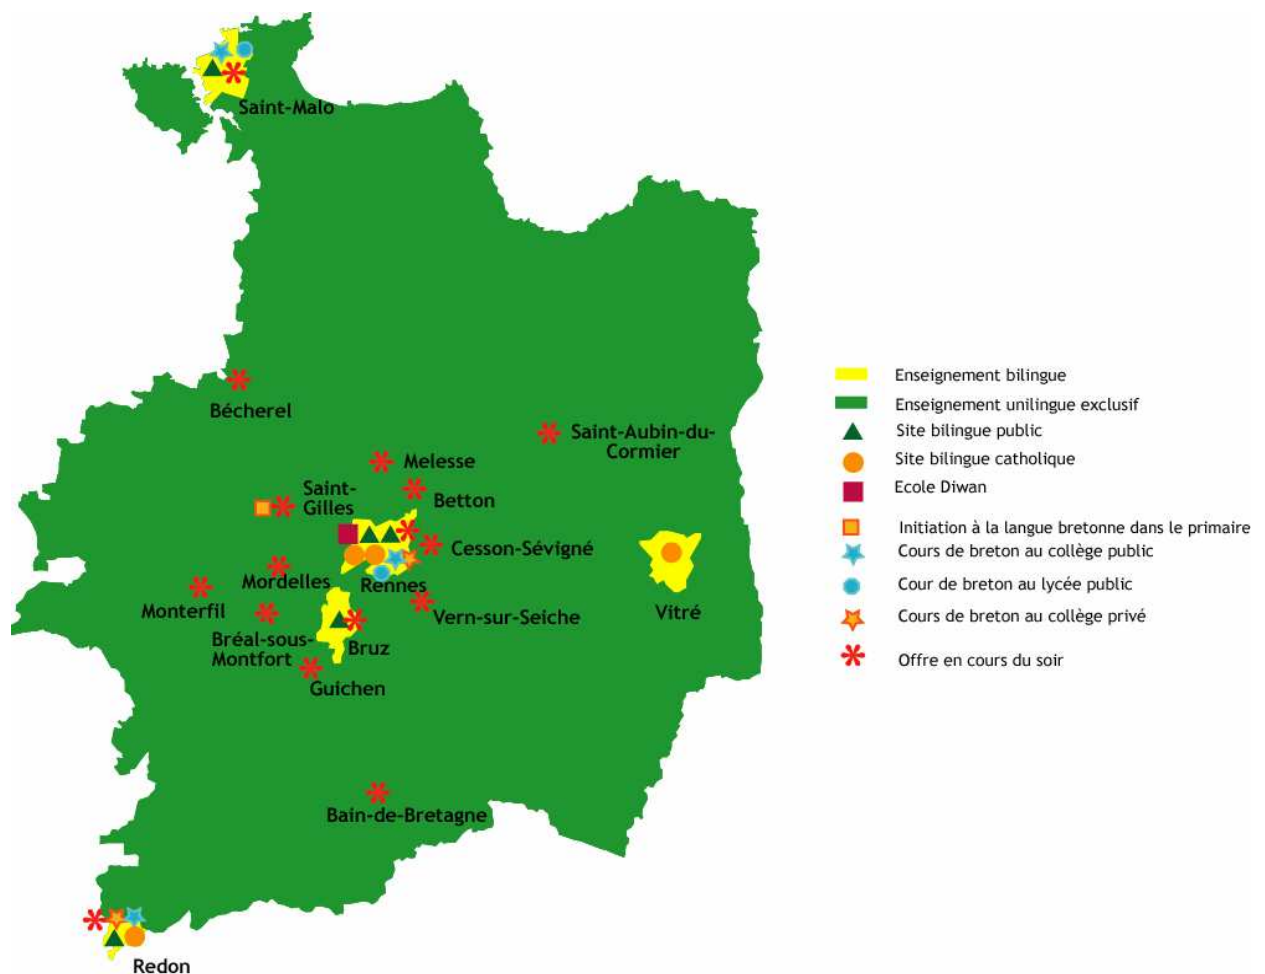 Saint-Malo
Bécherel
Saint-Aubin-du-
Cormier
Melesse
Saint-
Gilles
Betton
Cesson-Sévigné
Mordelles
Rennes
Monterfil
Vern-sur-Seiche
Vitré
Bréal-sous-
Montfort
Bruz
Guichen
Bain-de-Bretagne
Redon
Enseignement bilingue
Enseignement unilingue exclusif
Site bilingue public
Site bilingue catholique
Ecole Diwan
Initiation à la langue bretonne dans le primaire
Cours de breton au collège public
Cour de breton au lycée public
Cours de breton au collège privé
Offre en cours du soir